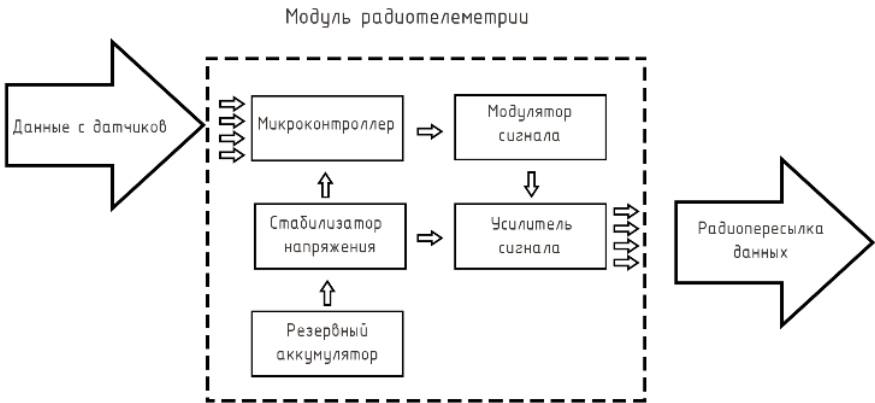 Модуль радиотелеметрии
Данные с датчиков
Микроконтроллер
Модулятор
сигнала
Стабилизатор
напряжения
Усилитель
сигнала
Радиопересылка
данных
Резервный
аккумулятор